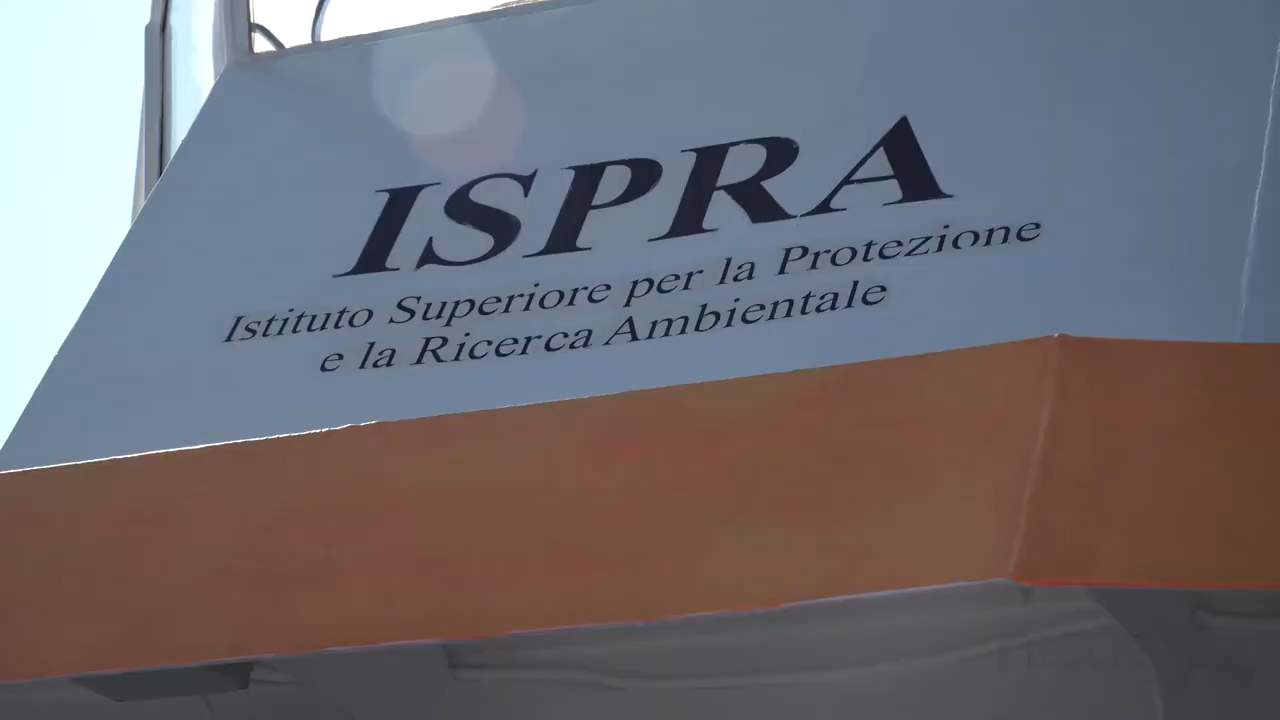 ISPRA
Istituto Superiore per la Protezione
e la Ricerca Ambientale